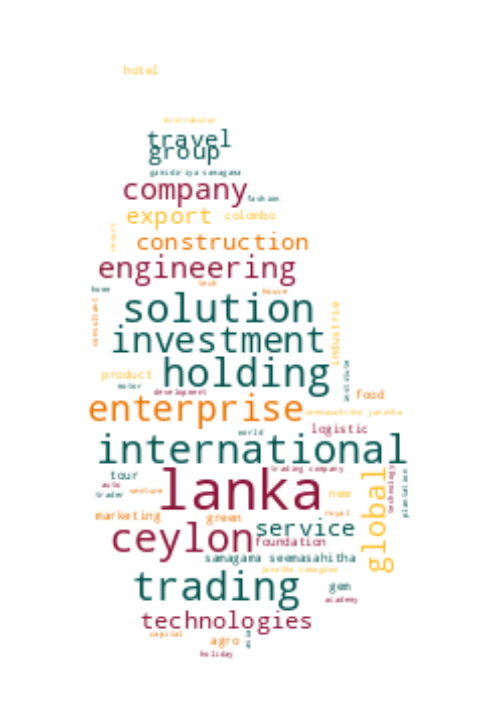 hotel
distributor
travel
group
gamidiriya samagama
company
fashion
export colombo
construction
resort
engineering
tech
home
house
solution
consultant
investment
industrie
holding
institute
product
motor
development
food
enterprise
seemasahitha janatha
logistic
world
international
trading company
technology
plantation
tour
lanka
global
auto
trader venture
new
marketing
green
royal
ceylon
service
foundation
samagama seemasahitha
janatha samagama
trading
gem
academy
technologies
capital
agro
holiday